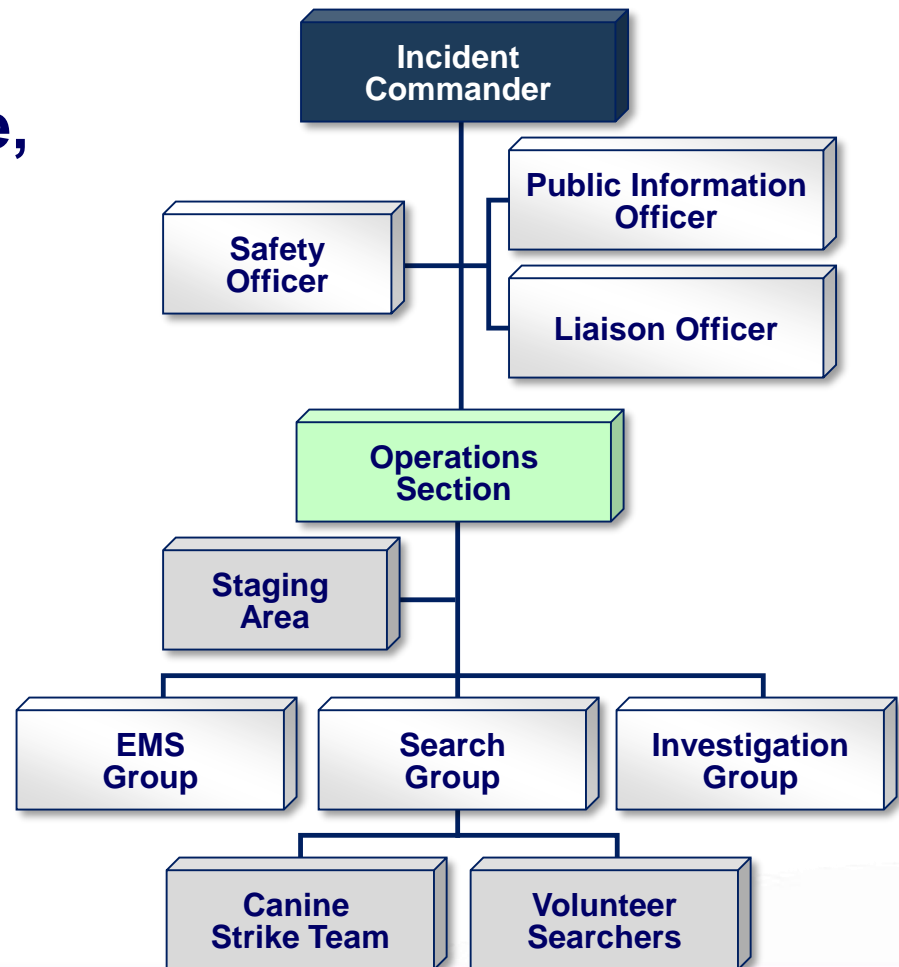 e,
Incident
Commander
Public Information
Officer
Safety
Officer
Liaison Officer
Operations
Section
Staging
Area
EMS
Group
Search
Group
Investigation
Group
Canine
Strike Team
Volunteer
Searchers